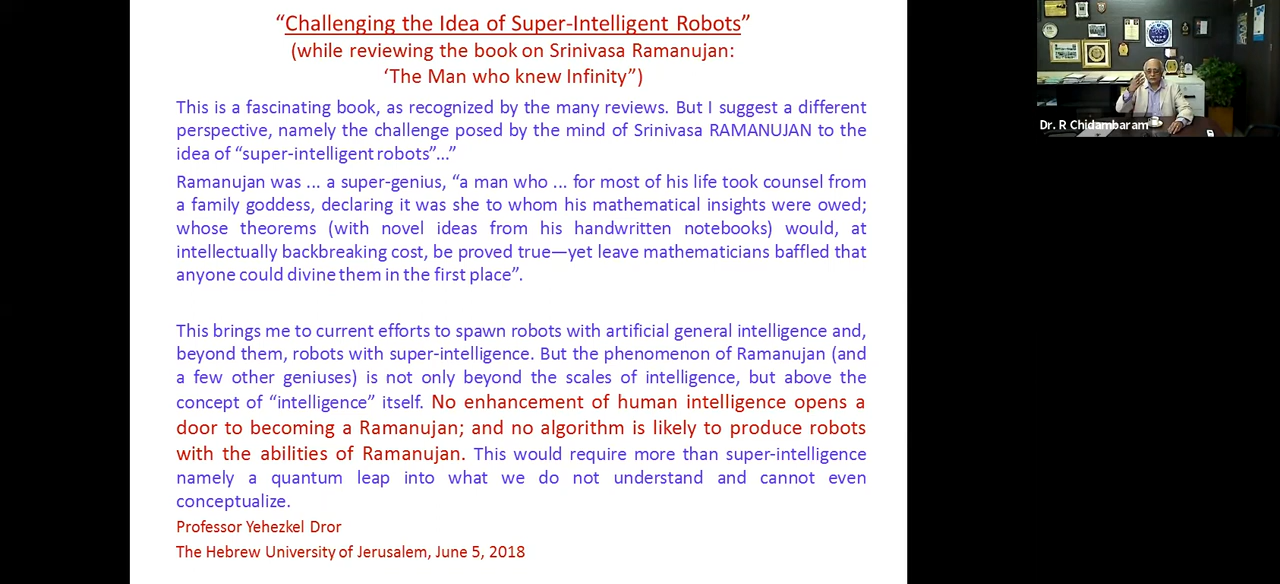 “Challenging the Idea of Super-Intelligent Robots”
(while reviewing the book on Srinivasa Ramanujan:
‘The Man who knew Infinity”)
This is a fascinating book, as recognized by the many reviews. But I suggest a different
perspective, namely the challenge posed by the mind of Srinivasa RAMANUJAN to the
idea of “super-intelligent robots”…”
Ramanujan was ... a super-genius, “a man who ... for most of his life took counsel from
a family goddess, declaring it was she to whom his mathematical insights were owed;
whose theorems (with novel ideas from his handwritten notebooks) would, at
intellectually backbreaking cost, be proved true—yet leave mathematicians baffled that
anyone could divine them in the first place”.
This brings me to current efforts to spawn robots with artificial general intelligence and,
beyond them, robots with super-intelligence. But the phenomenon of Ramanujan (and
a few other geniuses) is not only beyond the scales of intelligence, but above the
concept of “intelligence” itself. No enhancement of human intelligence opens a
door to becoming a Ramanujan; and no algorithm is likely to produce robots
with the abilities of Ramanujan. This would require more than super-intelligence
namely a quantum leap into what we do not understand and cannot even
conceptualize.
Professor Yehezkel Dror
The Hebrew University of Jerusalem, June 5, 2018
Dr. R Chidambaram